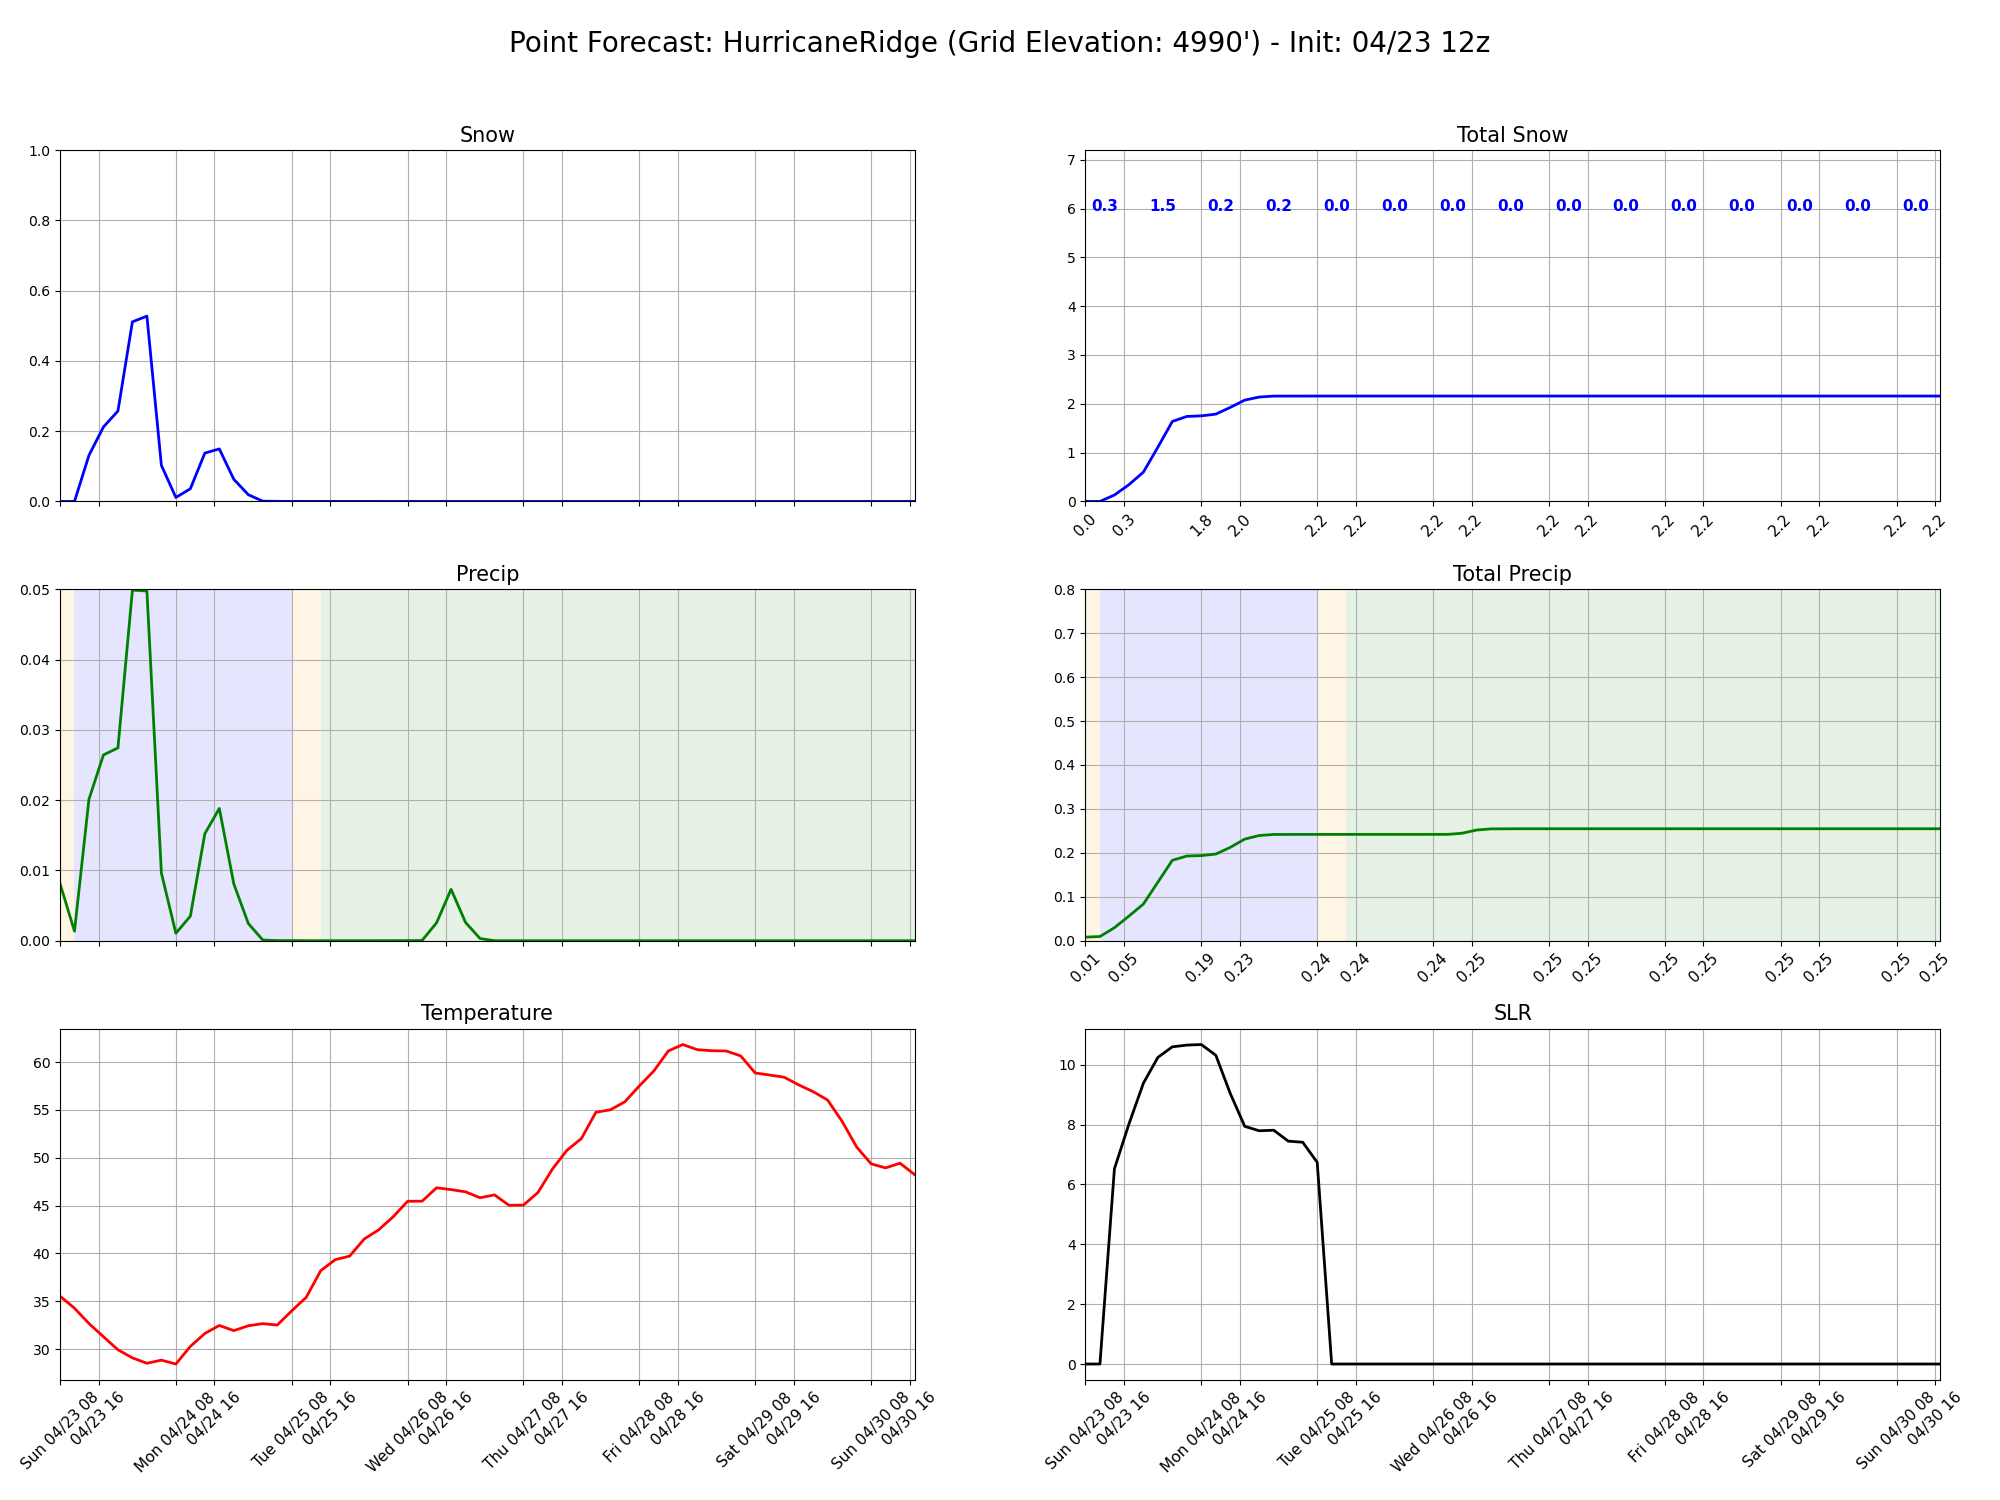 Point Forecast: HurricaneRidge (Grid Elevation: 4990') - Init: 04/23 12z
Snow
1.0
0.8
0.6
0.4
0.2
0.0
Total Snow
7
6
5
4
3
2
1
0
0.3 1.5 0.2 0.2 0.0 0.0 0.0 0.0 0.0 0.0 0.0 0.0 0.0 0.0 0.0
0.0 0.3 1.8 2.0 2.2 2.2 2.2 2.2 2.2 2.2 2.2 2.2 2.2 2.2 2.2 2.2
Precip
0.05
0.04
0.03
0.02
0.01
0.00
Total Precip
0.8
0.7
0.6
0.5
0.4
0.3
0.2
0.1
0.0
0.01 0.05 0.19 0.23 0.24 0.24 0.24 0.25 0.25 0.25 0.25 0.25 0.25 0.25 0.25 0.25
Temperature
60
55
50
45
40
35
30
Sun 04/23 08
04/23 16
Mon 04/24 08
04/24 16
Tue 04/25 08
04/25 16
Wed 04/26 08
04/26 16
Thu 04/27 08
04/27 16
Fri 04/28 08
04/28 16
Sat 04/29 08
04/29 16
Sun 04/30 08
04/30 16
SLR
10
8
6
4
2
0
Sun 04/23 08
04/23 16
Mon 04/24 08
04/24 16
Tue 04/25 08
04/25 16
Wed 04/26 08
04/26 16
Thu 04/27 08
04/27 16
Fri 04/28 08
04/28 16
Sat 04/29 08
04/29 16
Sun 04/30 08
04/30 16